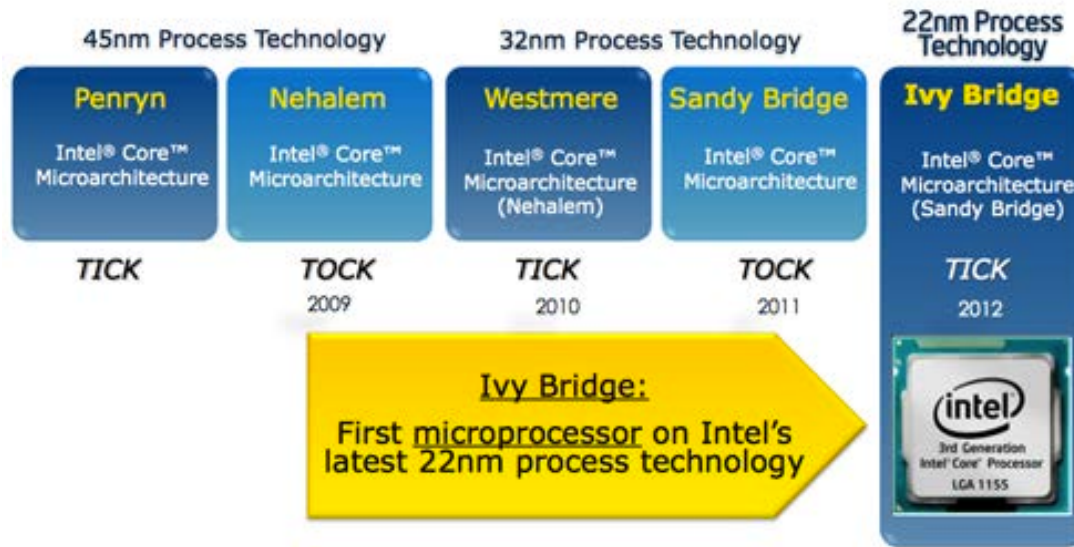 45nm Process Technology
32nm Process Technology
22nm Process
Technology
Penryn
Intel® Core™
Microarchitecture
TICK
Nehalem
Intel® Core™
Microarchitecture
TOCK
2009
Westmere
Intel® Core™
Microarchitecture
(Nehalem)
TICK
2010
Sandy Bridge
Intel® Core™
Microarchitecture
TOCK
2011
Ivy Bridge
Intel® Core™
Microarchitecture
(Sandy Bridge)
TICK
2012
Ivy Bridge:
First microprocessor on Intel's
latest 22nm process technology
intel
3rd Generation
Intel® Core™ Processor
LGA 1155